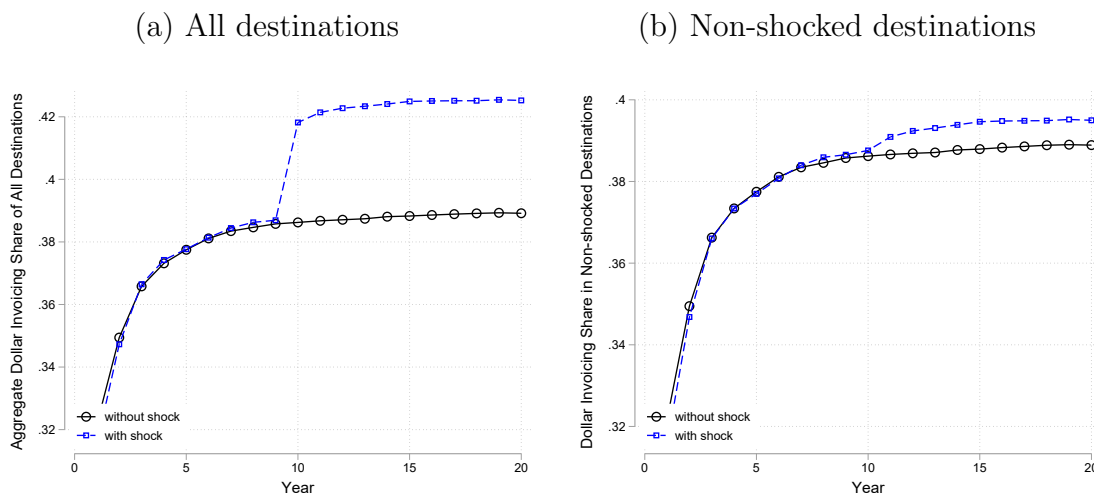 (a) All destinations
Aggregate Dollar Invoicing Share of All Destinations
.42
.4
.38
.36
.34
.32
without shock
with shock
0
5
10
15
20
Year
(b) Non-shocked destinations
Dollar Invoicing Share in Non-shocked Destinations
.4
.38
.36
.34
.32
without shock
with shock
0
5
10
15
20
Year